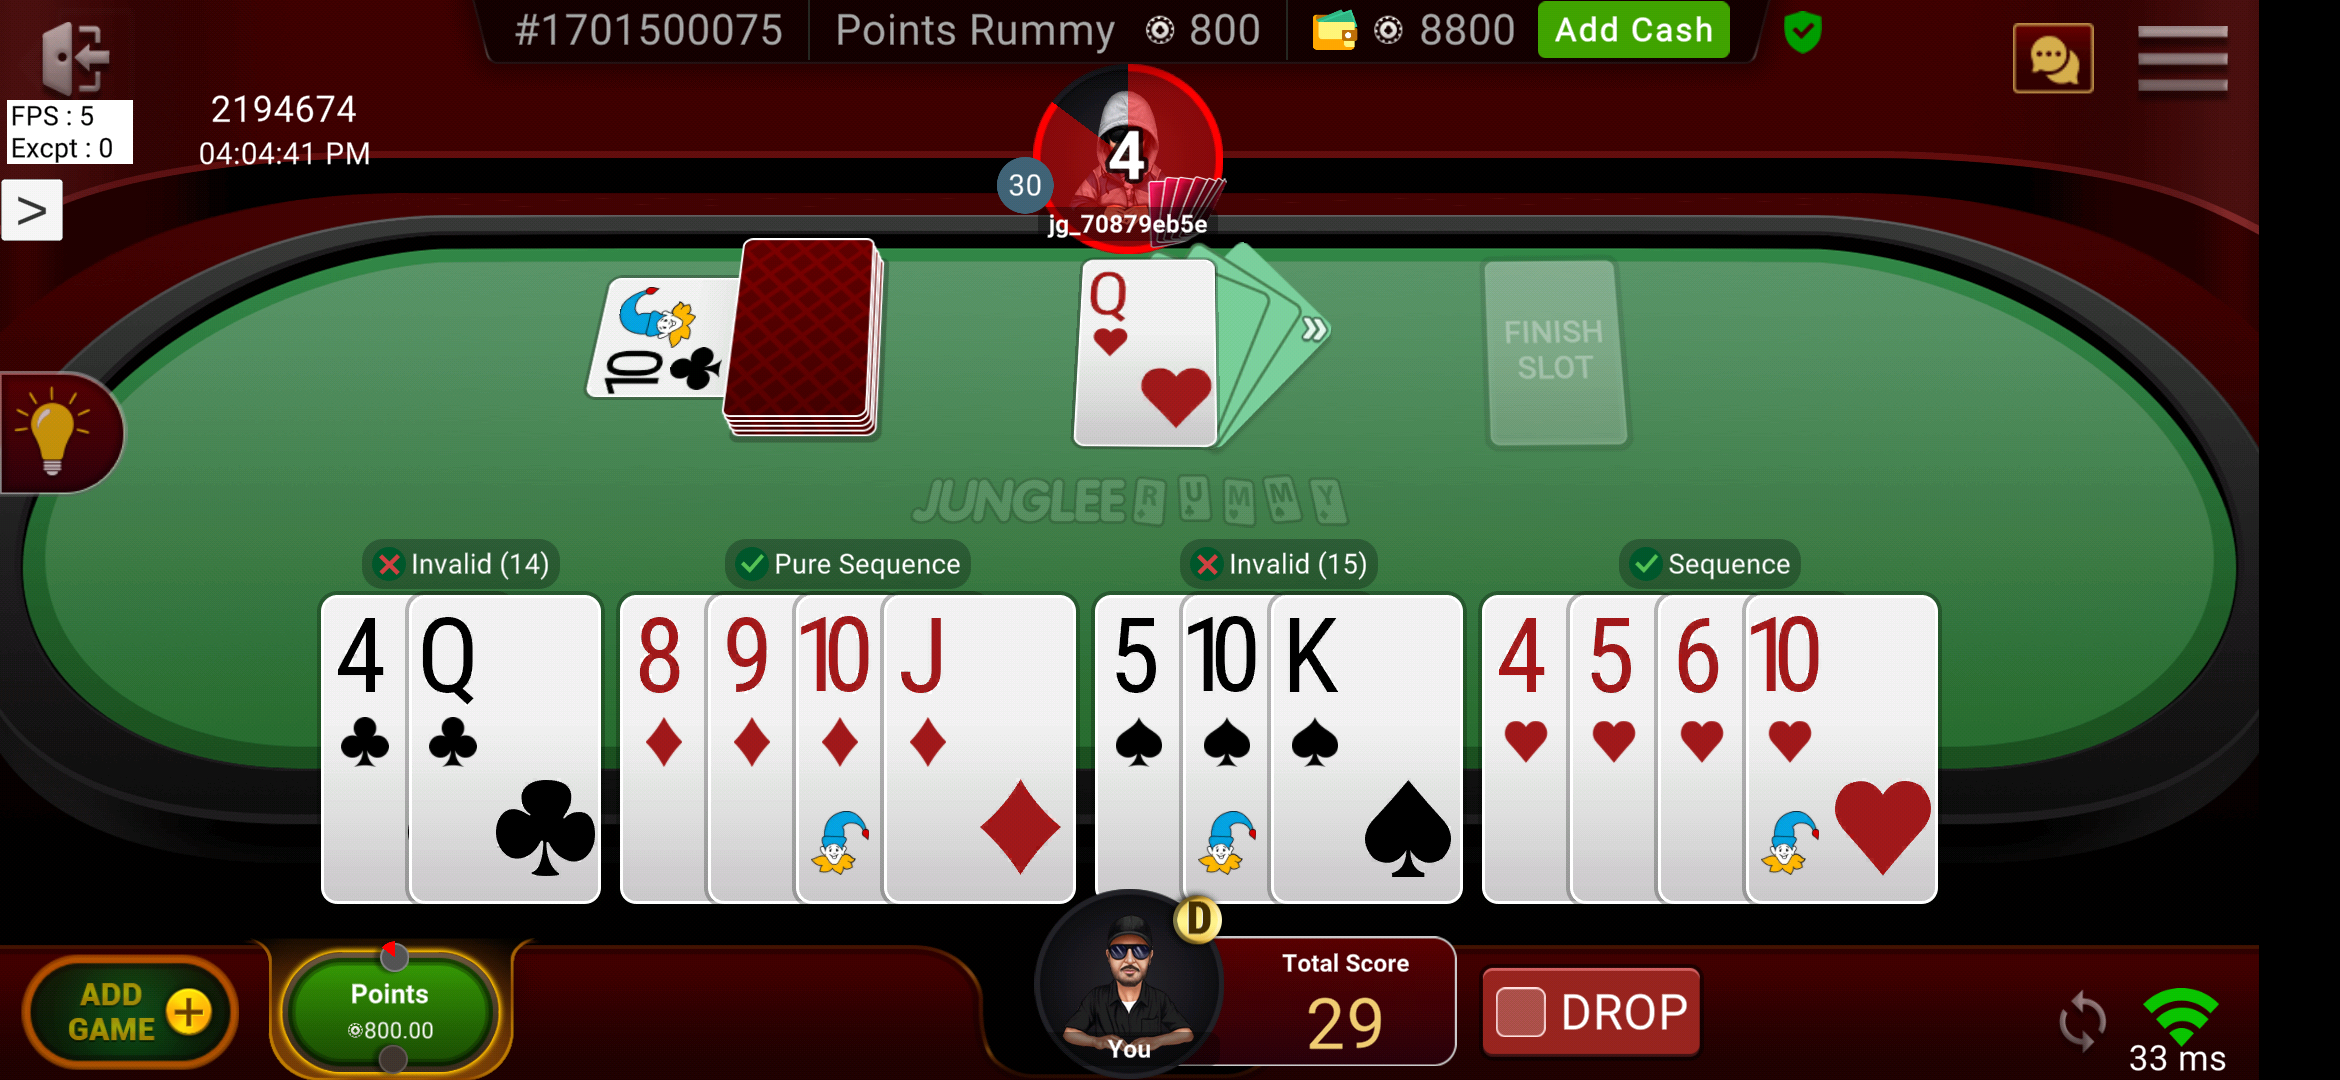 #1701500075 Points Rummy 800 8800 Add Cash
FPS : 5
Excpt : 0
2194674
04:04:41 PM
>
4
30
jg_70879eb5e
10
Q
FINISH
SLOT
JUNGLEE RUMMY
Invalid (14) Pure Sequence Invalid (15) Sequence
4 Q 8 9 10 J 5 10 K 4 5 6 10
D
ADD
GAME
Points
800.00
You
Total Score
29
DROP
33 ms